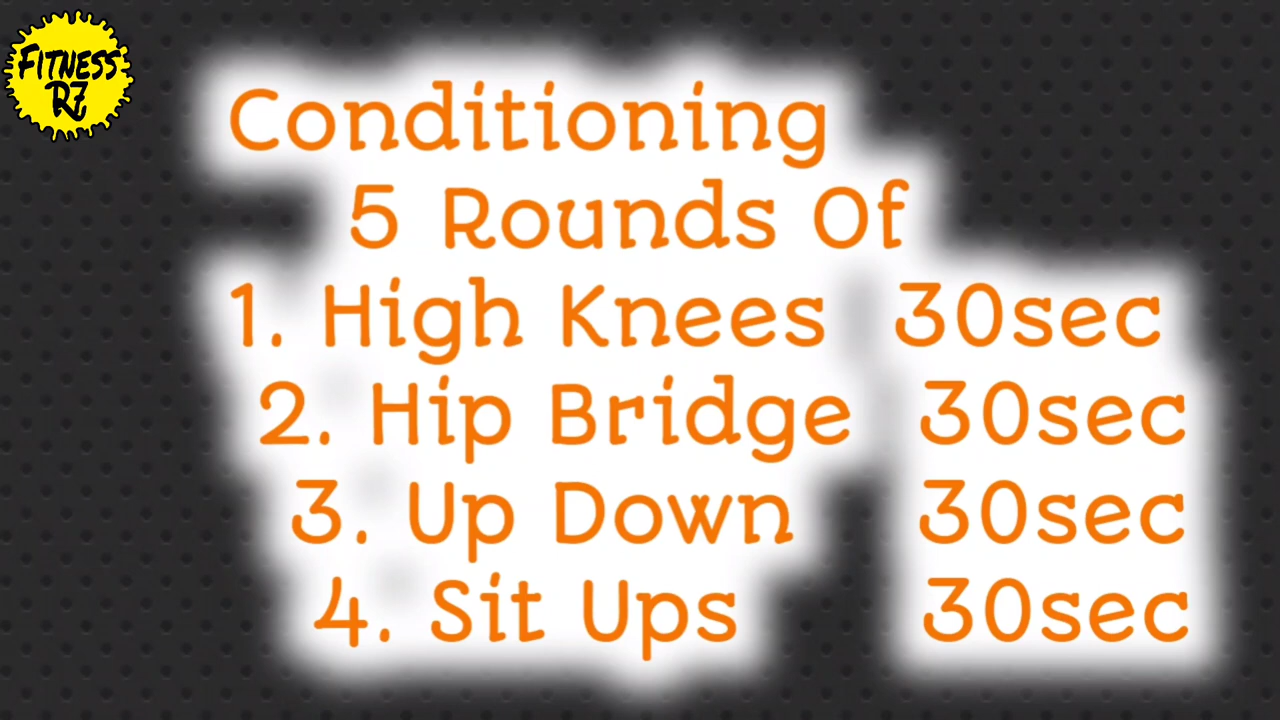 FITNESS
RZ
Conditioning
5 Rounds Of
1. High Knees 30sec
2. Hip Bridge 30sec
3. Up Down 30sec
4. Sit Ups 30sec